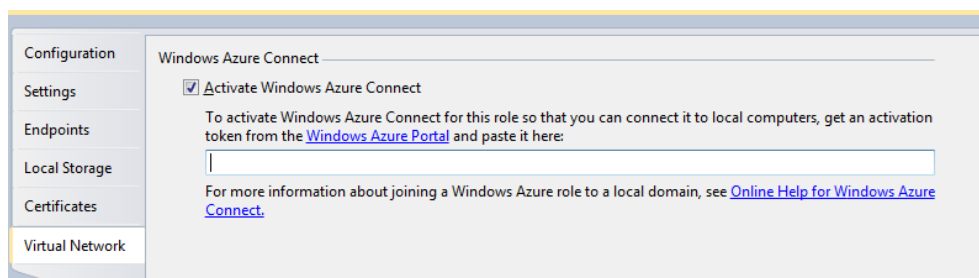 Configuration
Settings
Endpoints
Local Storage
Certificates
Virtual Network
Windows Azure Connect
Activate Windows Azure Connect
To activate Windows Azure Connect for this role so that you can connect it to local computers, get an activation
token from the Windows Azure Portal and paste it here:
For more information about joining a Windows Azure role to a local domain, see Online Help for Windows Azure
Connect.